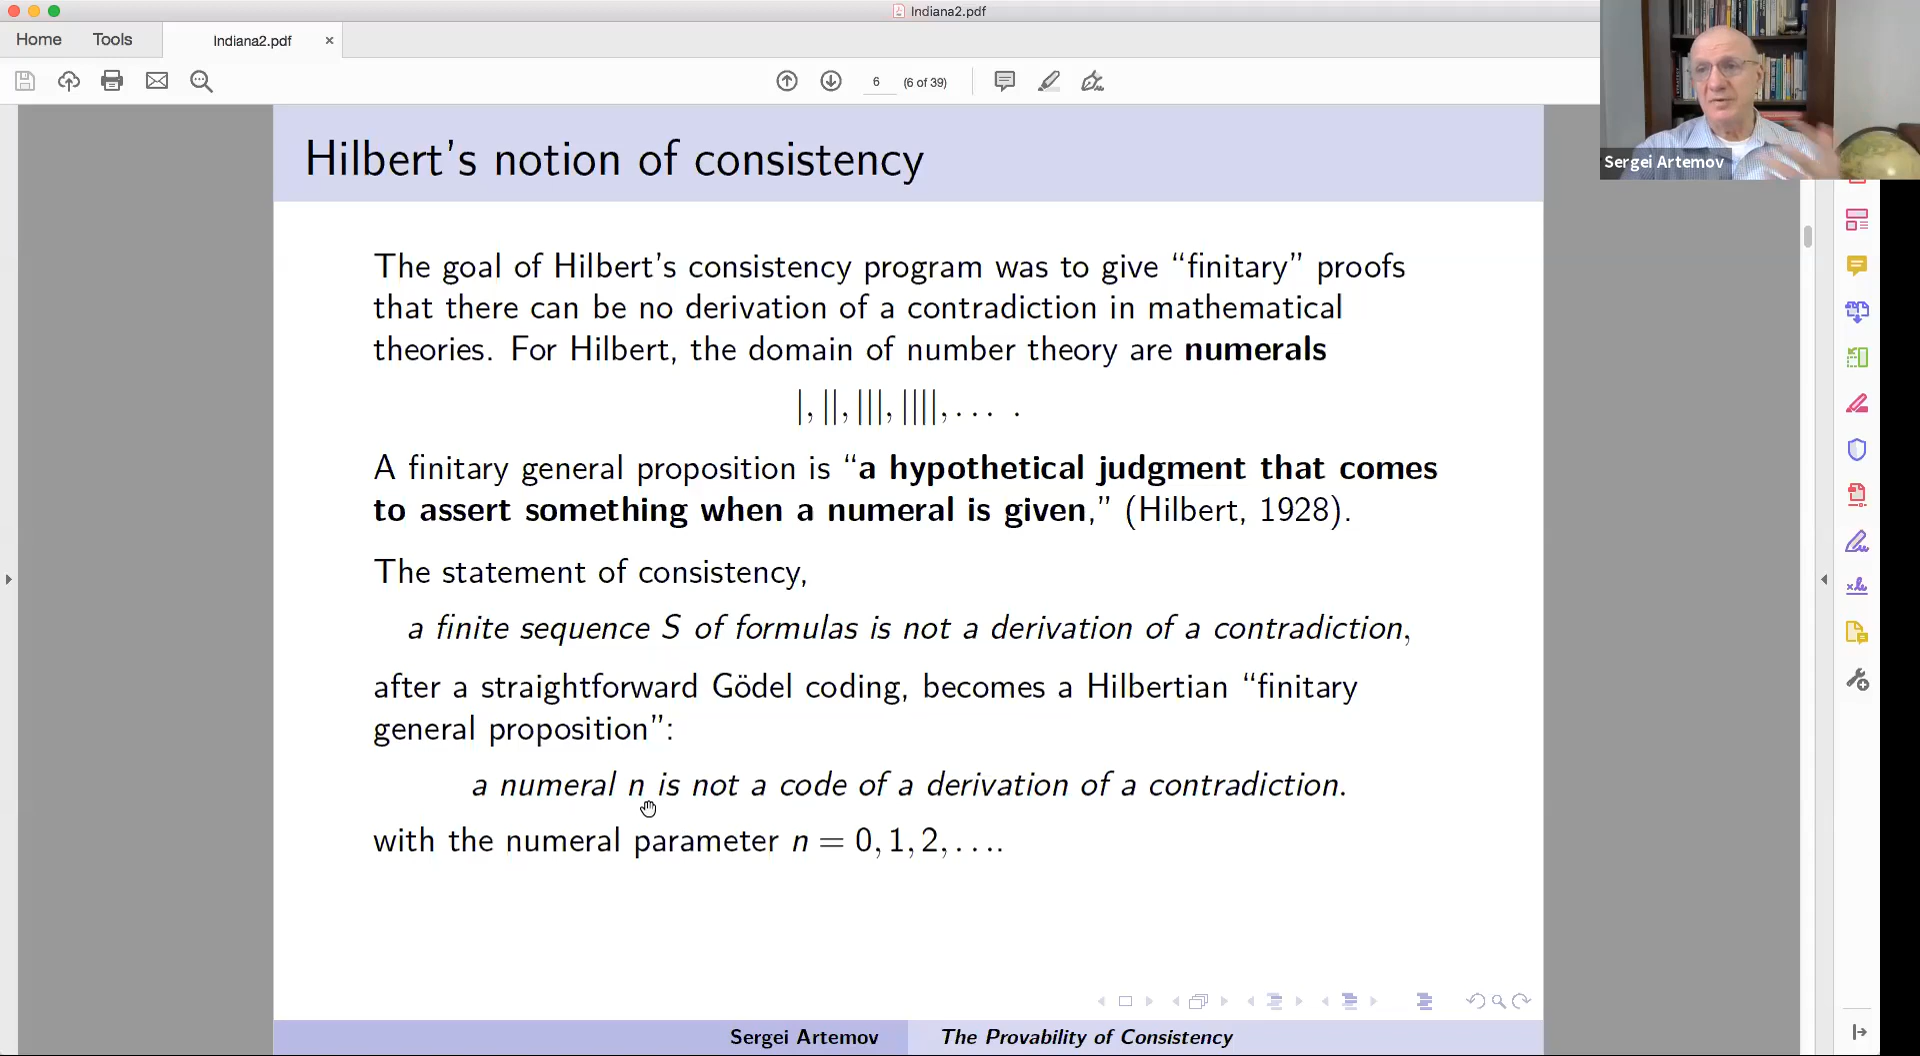 Indiana2.pdf
Home Tools Indiana2.pdf ×
6 (6 of 39)
Sergei Artemov
Hilbert's notion of consistency
The goal of Hilbert's consistency program was to give “finitary” proofs
that there can be no derivation of a contradiction in mathematical
theories. For Hilbert, the domain of number theory are numerals
|, ||, |||, ||||, . . . .
A finitary general proposition is “a hypothetical judgment that comes
to assert something when a numeral is given,” (Hilbert, 1928).
The statement of consistency,
a finite sequence S of formulas is not a derivation of a contradiction,
after a straightforward Gödel coding, becomes a Hilbertian “finitary
general proposition”:
a numeral n is not a code of a derivation of a contradiction.
with the numeral parameter n = 0, 1, 2, . . . .
Sergei Artemov The Provability of Consistency